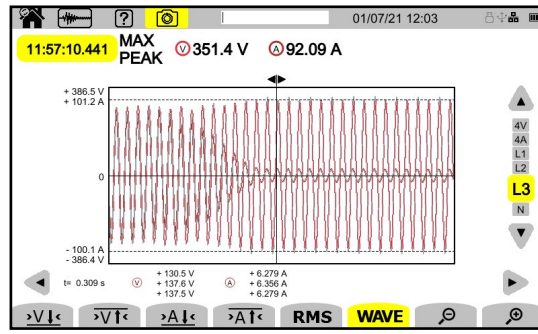 ?
01/07/21 12:03
11:57:10.441
MAX
PEAK
V 351.4 V
A 92.09 A
+ 386.5 V
+ 101.2 A
0
- 100.1 A
- 386.4 V
4V
4A
L1
L2
L3
N
t= 0.309 s
V
+ 130.5 V
+ 137.6 V
+ 137.5 V
A
+ 6.279 A
+ 6.356 A
+ 6.279 A
>V↓<
>V↑<
>A↓<
>A↑<
RMS
WAVE